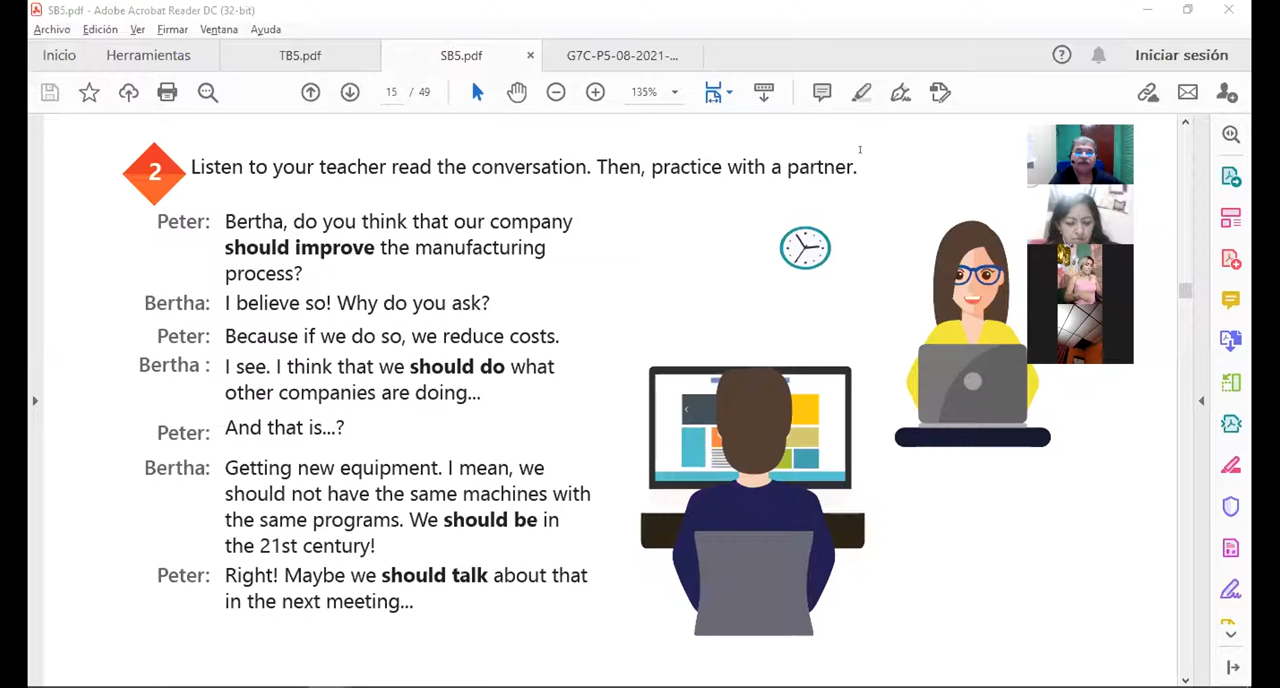 SB5.pdf - Adobe Acrobat Reader DC (32-bit)
Archivo Edición Ver Firmar Ventana Ayuda
Inicio Herramientas TB5.pdf SB5.pdf × G7C-P5-08-2021-... Iniciar sesión
15 / 49 135%
2 Listen to your teacher read the conversation. Then, practice with a partner.
Peter: Bertha, do you think that our company
should improve the manufacturing
process?
Bertha: I believe so! Why do you ask?
Peter: Because if we do so, we reduce costs.
Bertha : I see. I think that we should do what
other companies are doing...
Peter: And that is...?
Bertha: Getting new equipment. I mean, we
should not have the same machines with
the same programs. We should be in
the 21st century!
Peter: Right! Maybe we should talk about that
in the next meeting...